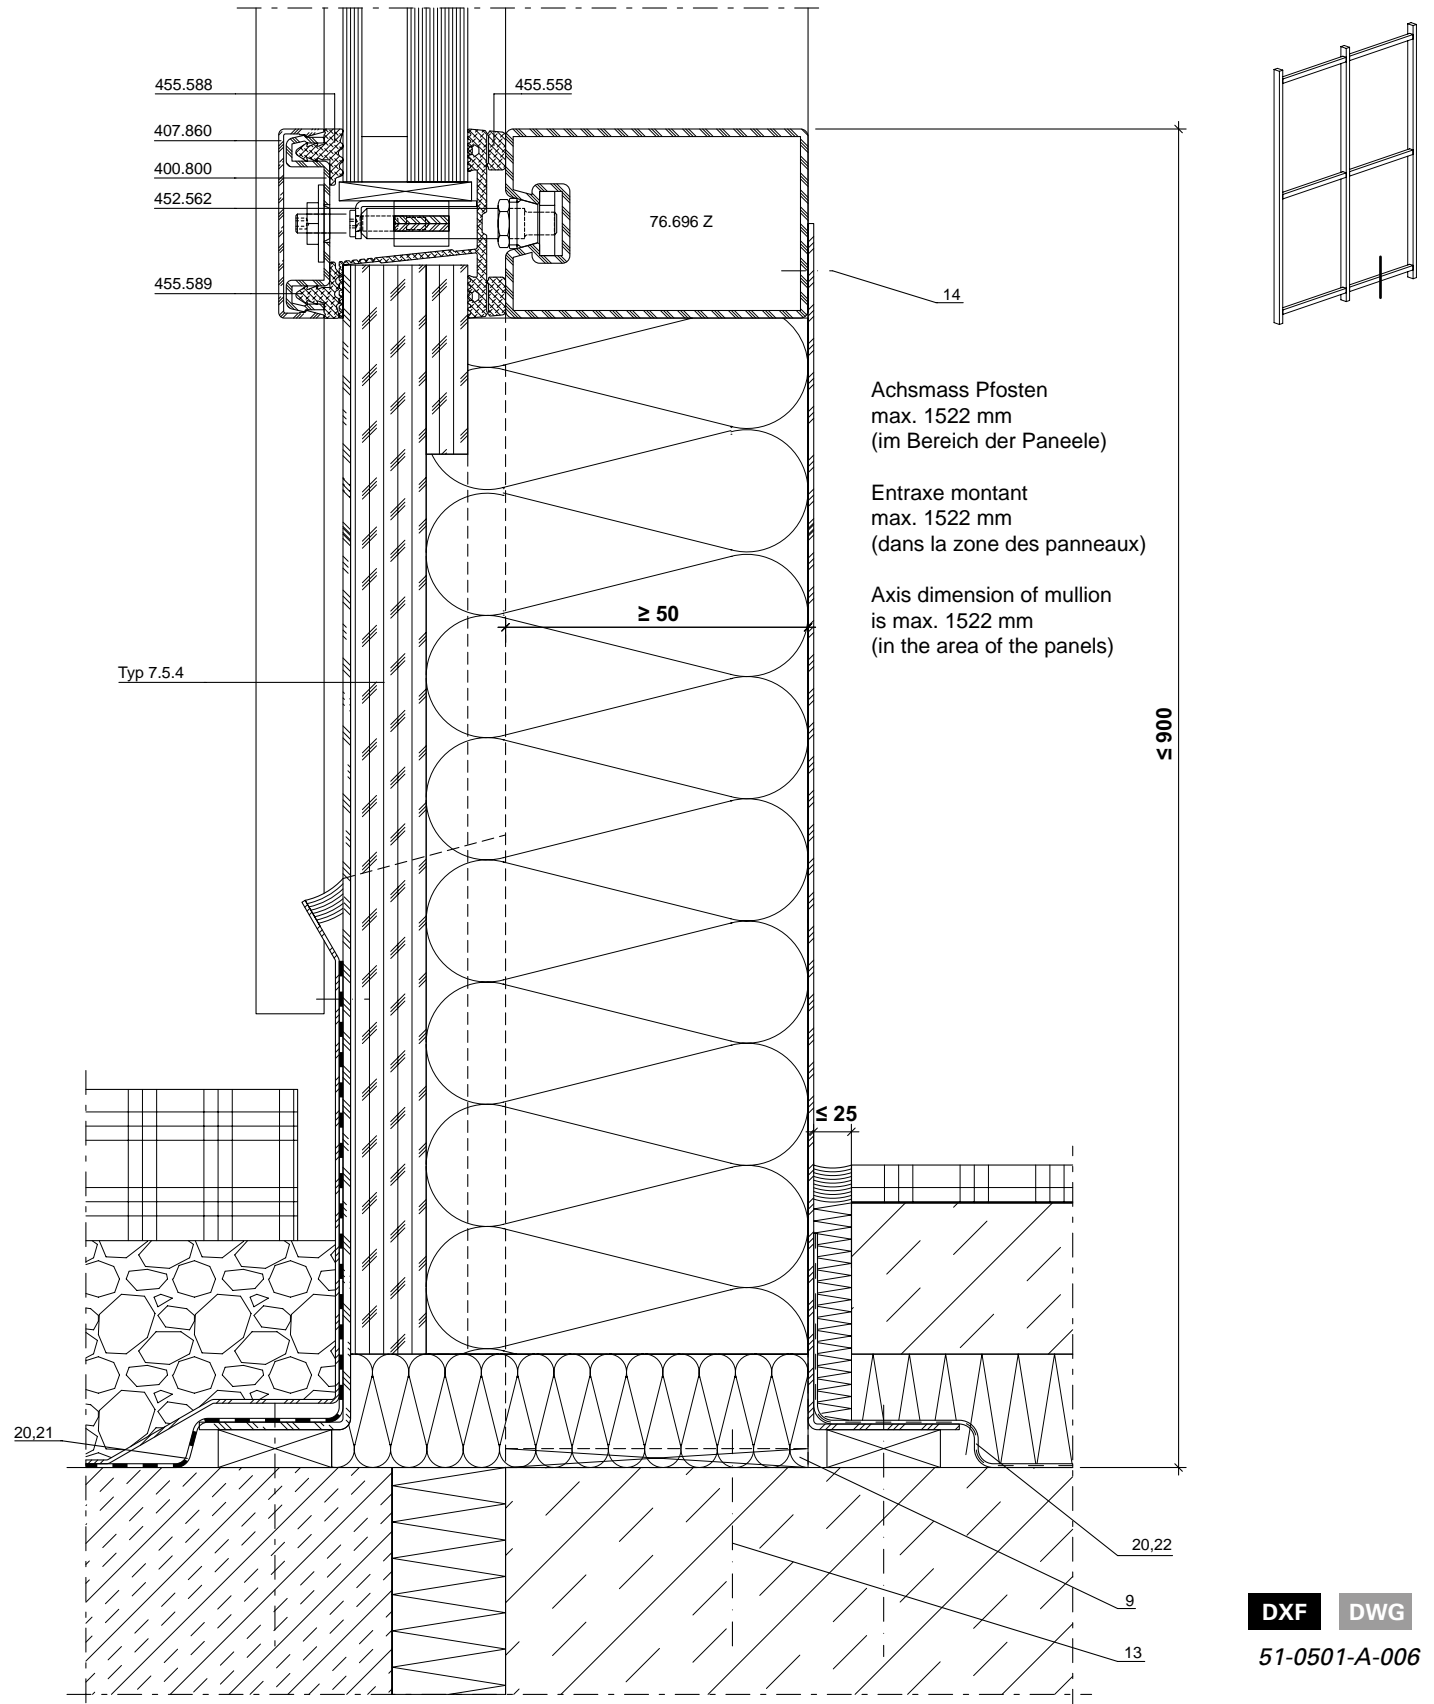 455.588
455.558
407.860
400.800
452.562
76.696 Z
455.589
14
Achsmass Pfosten
max. 1522 mm
(im Bereich der Paneele)
Entraxe montant
max. 1522 mm
(dans la zone des panneaux)
Axis dimension of mullion
is max. 1522 mm
(in the area of the panels)
≥ 50
Typ 7.5.4
≤ 900
≤ 25
20,21
20,22
9
13
DXF
DWG
51-0501-A-006